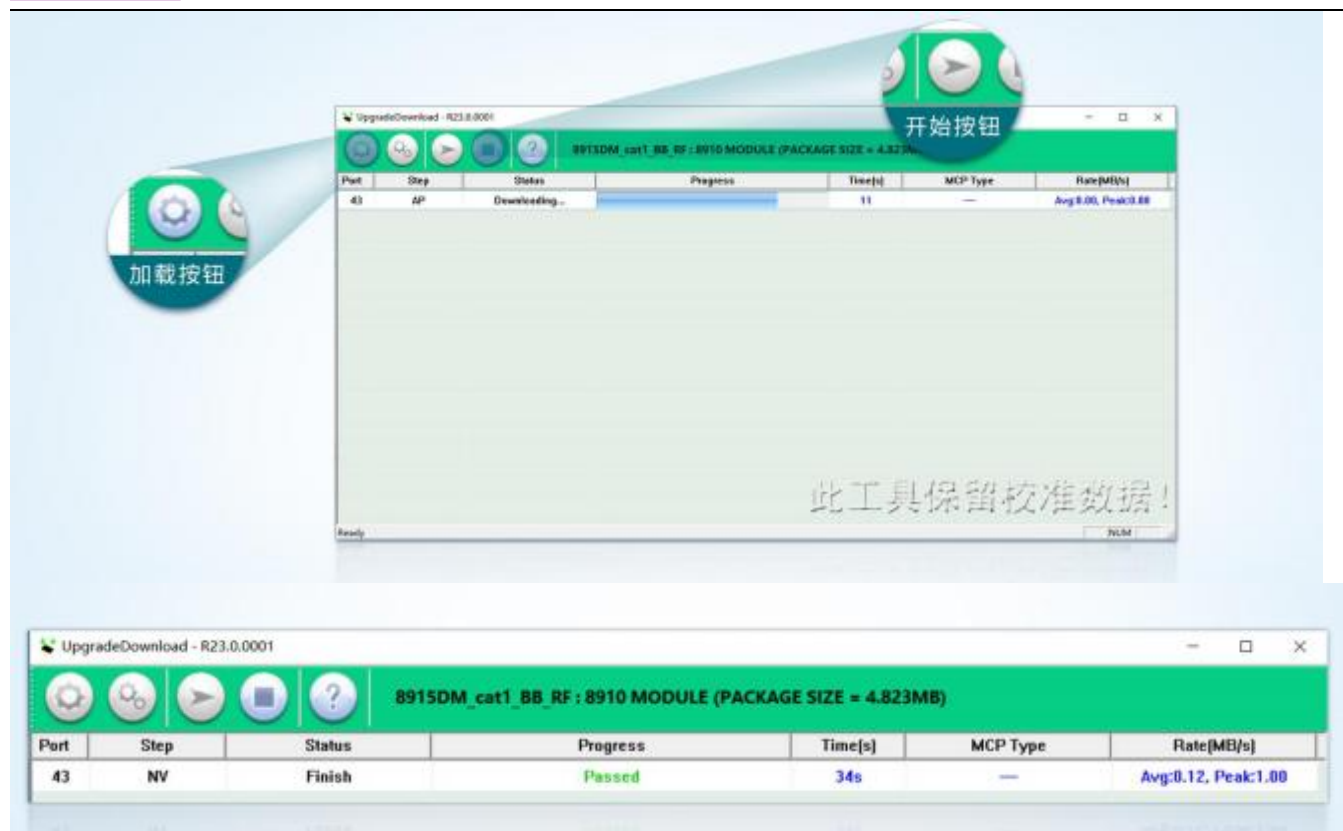 开始按钮
UpgradeDownload - R23.0.0001
8915DM_cat1_BB_RF : 8910 MODULE (PACKAGE SIZE = 4.823M
Port Step Status Progress Time(s) MCP Type Rate(MB/s)
43 AP Downloading... 11 — Avg:0.00, Peak:0.00
加载按钮
此工具保留校准数据!
Ready NUM
UpgradeDownload - R23.0.0001
8915DM_cat1_BB_RF : 8910 MODULE (PACKAGE SIZE = 4.823MB)
Port Step Status Progress Time(s) MCP Type Rate(MB/s)
43 NV Finish Passed 34s — Avg:0.12, Peak:1.00